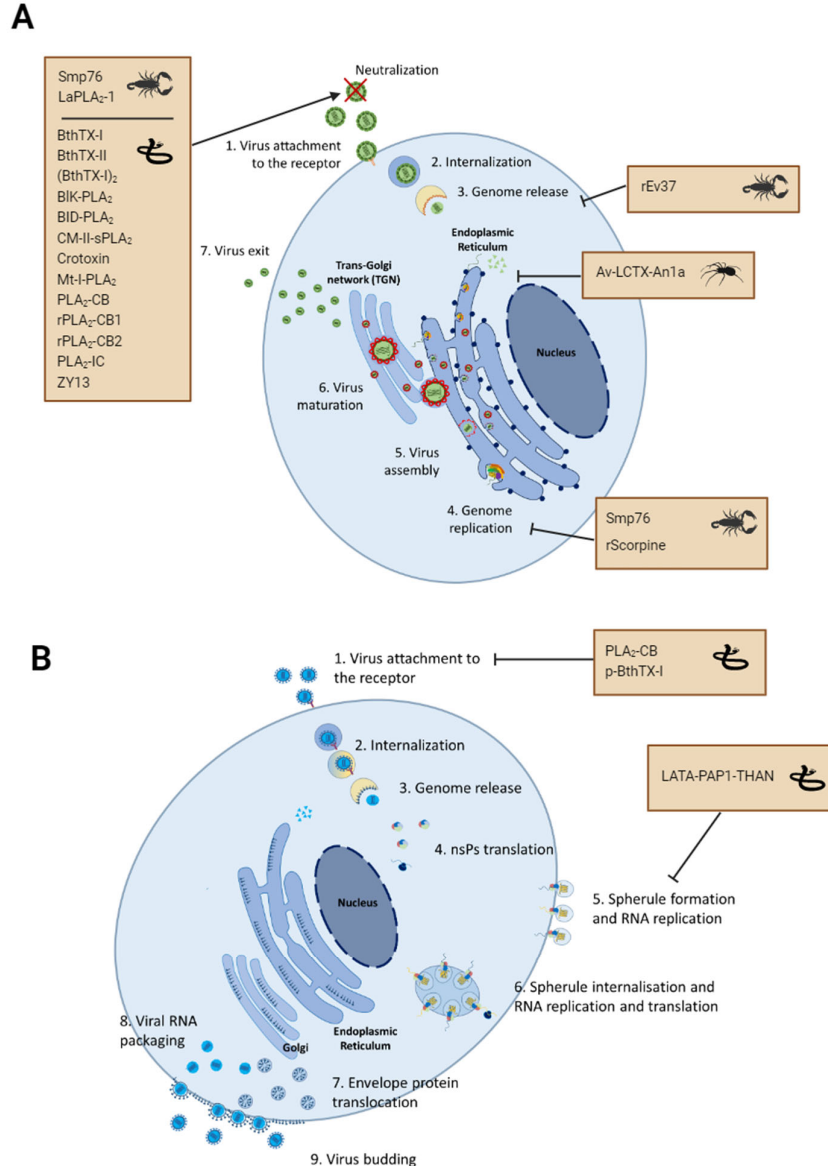 A
Smp76
LaPLA₂-1
BthTX-I
BthTX-II
(BthTX-I)₂
BlK-PLA₂
BlD-PLA₂
CM-II-sPLA₂
Crotoxin
Mt-I-PLA₂
PLA₂-CB
rPLA₂-CB1
rPLA₂-CB2
PLA₂-IC
ZY13
Neutralization
1. Virus attachment
to the receptor
2. Internalization
3. Genome release
rEv37
Endoplasmic
Reticulum
Av-LCTX-An1a
7. Virus exit
Trans-Golgi
network (TGN)
Nucleus
6. Virus
maturation
5. Virus
assembly
4. Genome
replication
Smp76
rScorpine
B
1. Virus attachment to
the receptor
PLA₂-CB
p-BthTX-I
2. Internalization
3. Genome release
LATA-PAP1-THAN
4. nsPs translation
Nucleus
5. Spherule formation
and RNA replication
6. Spherule internalisation and
RNA replication and translation
8. Viral RNA
packaging
Golgi
Endoplasmic
Reticulum
7. Envelope protein
translocation
9. Virus budding